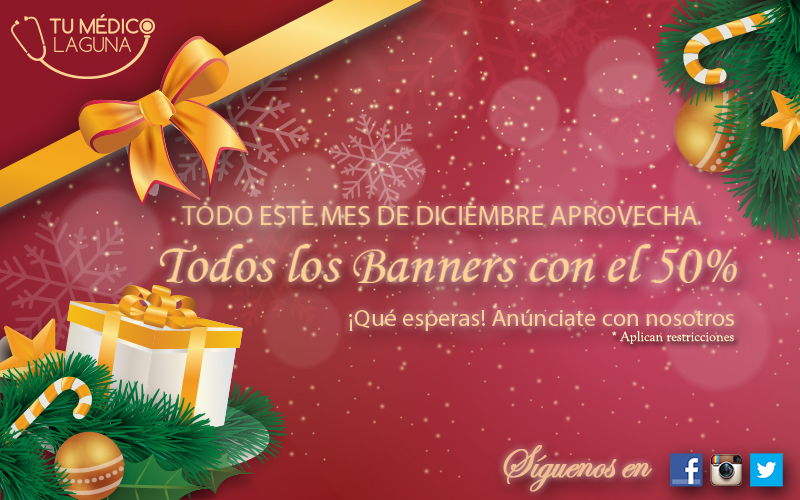 TU MÉDICO
LAGUNA
TODO ESTE MES DE DICIEMBRE APROVECHA
Todos los Banners con el 50%
¡Qué esperas! Anúnciate con nosotros
* Aplican restricciones
Síguenos en